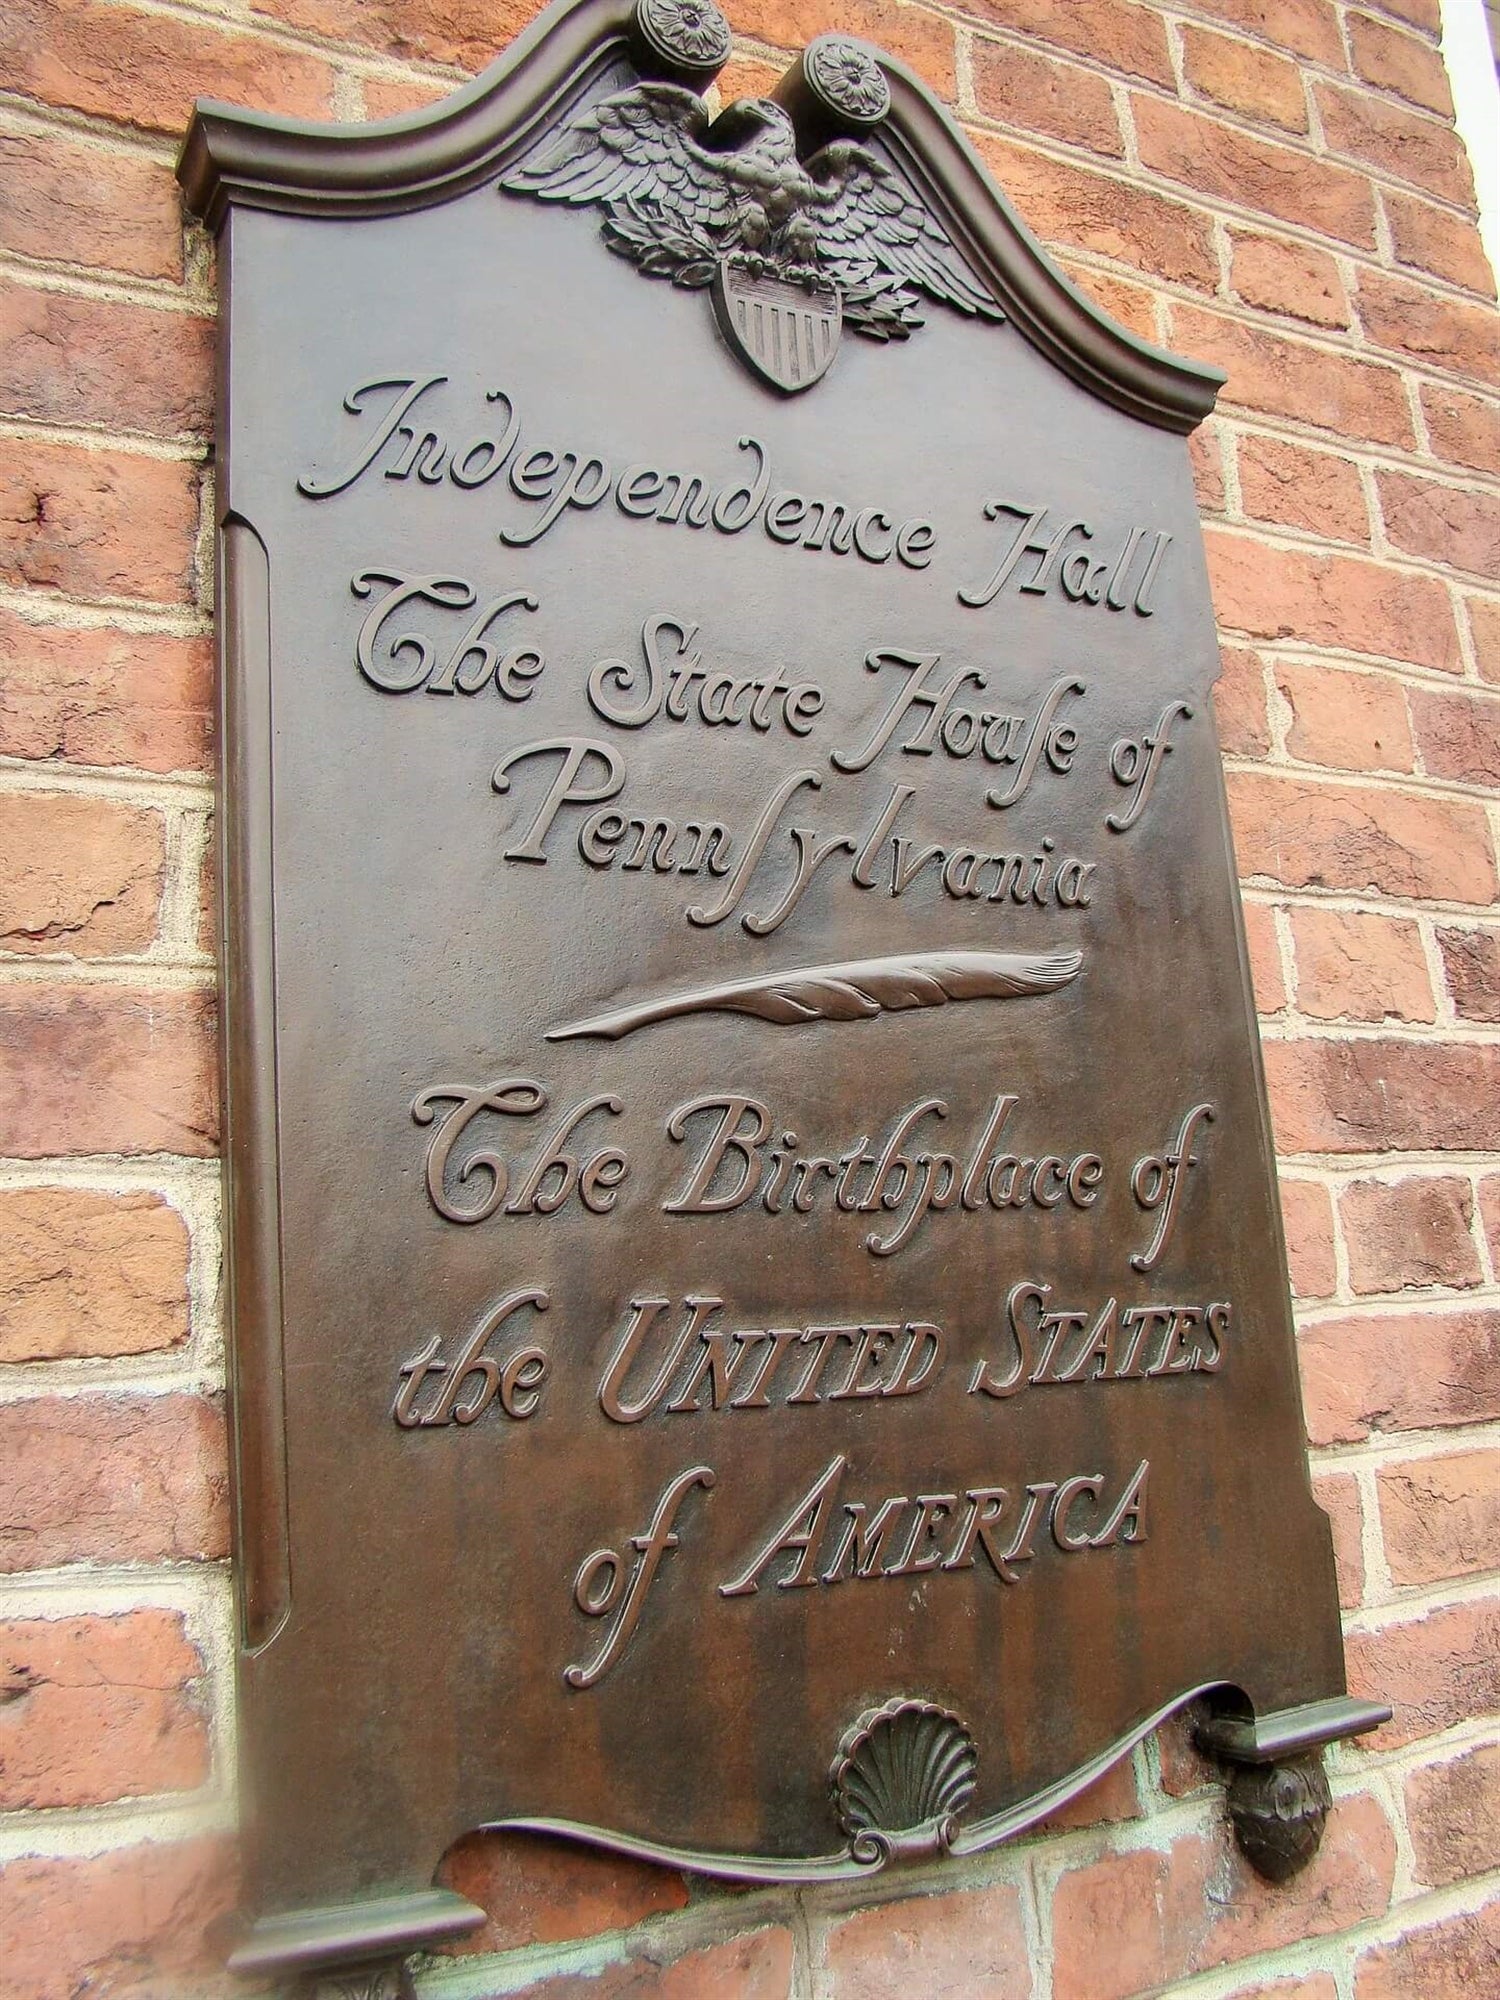 Independence Hall
The State Houſe of
Pennſylvania
The Birthplace of
the UNITED STATES
of AMERICA